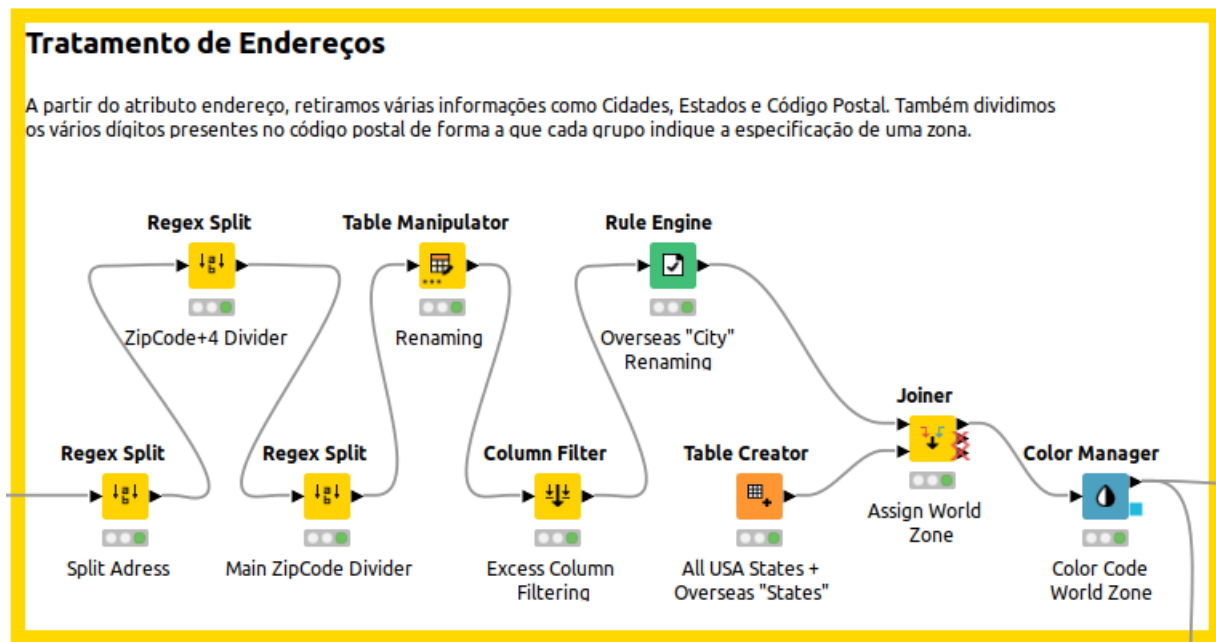 Tratamento de Endereços
A partir do atributo endereço, retiramos várias informações como Cidades, Estados e Código Postal. Também dividimos
os vários dígitos presentes no código postal de forma a que cada grupo indique a especificação de uma zona.
Regex Split
Table Manipulator
Rule Engine
ZipCode+4 Divider
Renaming
Overseas "City"
Renaming
Joiner
Regex Split
Regex Split
Column Filter
Table Creator
Color Manager
Assign World
Zone
Split Adress
Main ZipCode Divider
Excess Column
Filtering
All USA States +
Overseas "States"
Color Code
World Zone